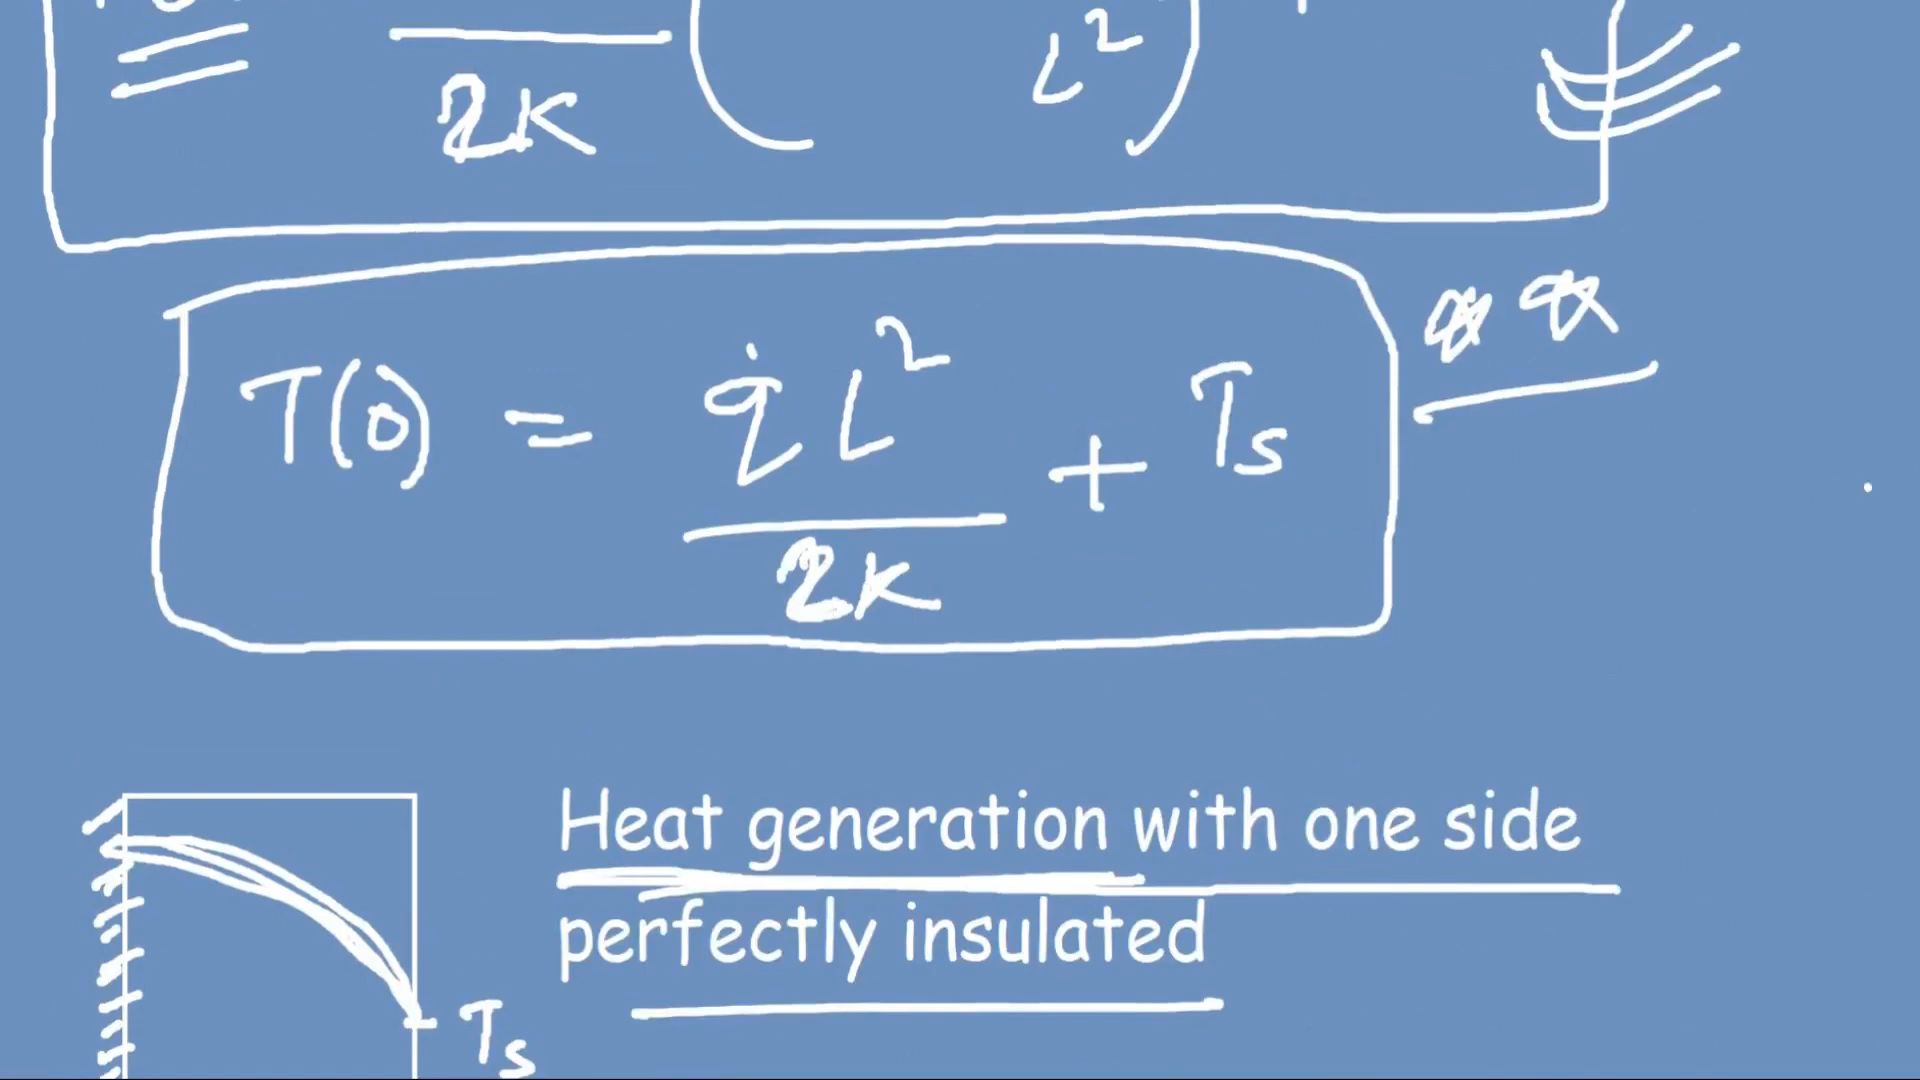 2K ( L² )
T(0) = q̇ L² / 2K + Ts
Heat generation with one side
perfectly insulated
Ts